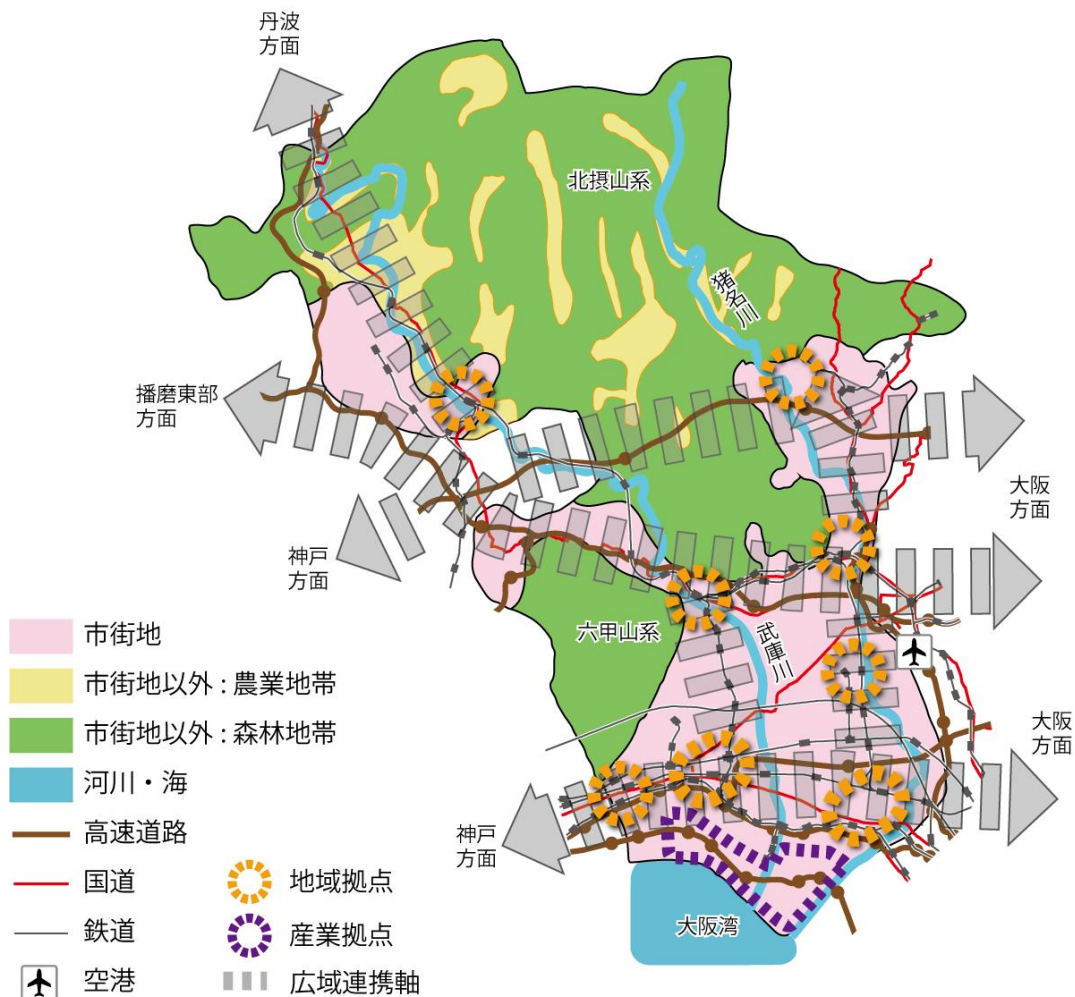 丹波
方面
北摂山系
猪名川
播磨東部
方面
大阪
方面
神戸
方面
六甲山系
武庫川
大阪
方面
神戸
方面
大阪湾
市街地
市街地以外：農業地帯
市街地以外：森林地帯
河川・海
高速道路
国道
鉄道
空港
地域拠点
産業拠点
広域連携軸